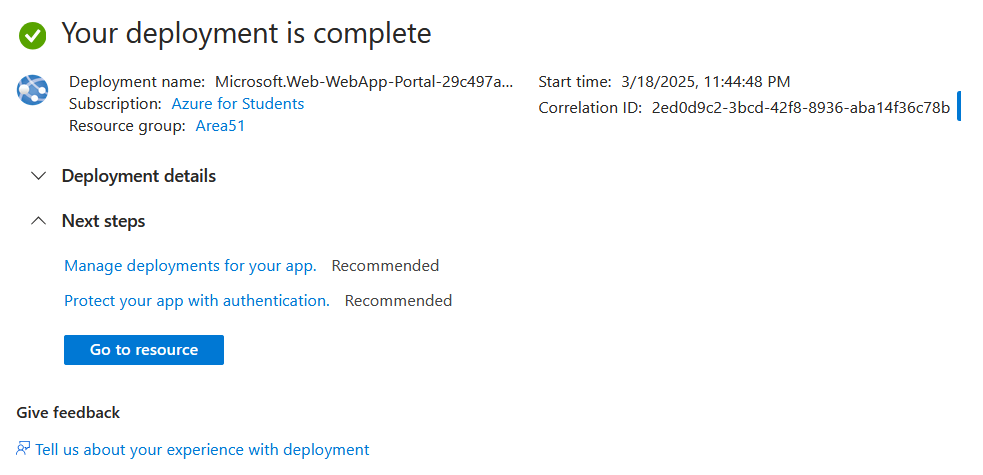 Your deployment is complete
Deployment name: Microsoft.Web-WebApp-Portal-29c497a...
Subscription: Azure for Students
Resource group: Area51
Start time: 3/18/2025, 11:44:48 PM
Correlation ID: 2ed0d9c2-3bcd-42f8-8936-aba14f36c78b
Deployment details
Next steps
Manage deployments for your app. Recommended
Protect your app with authentication. Recommended
Go to resource
Give feedback
Tell us about your experience with deployment